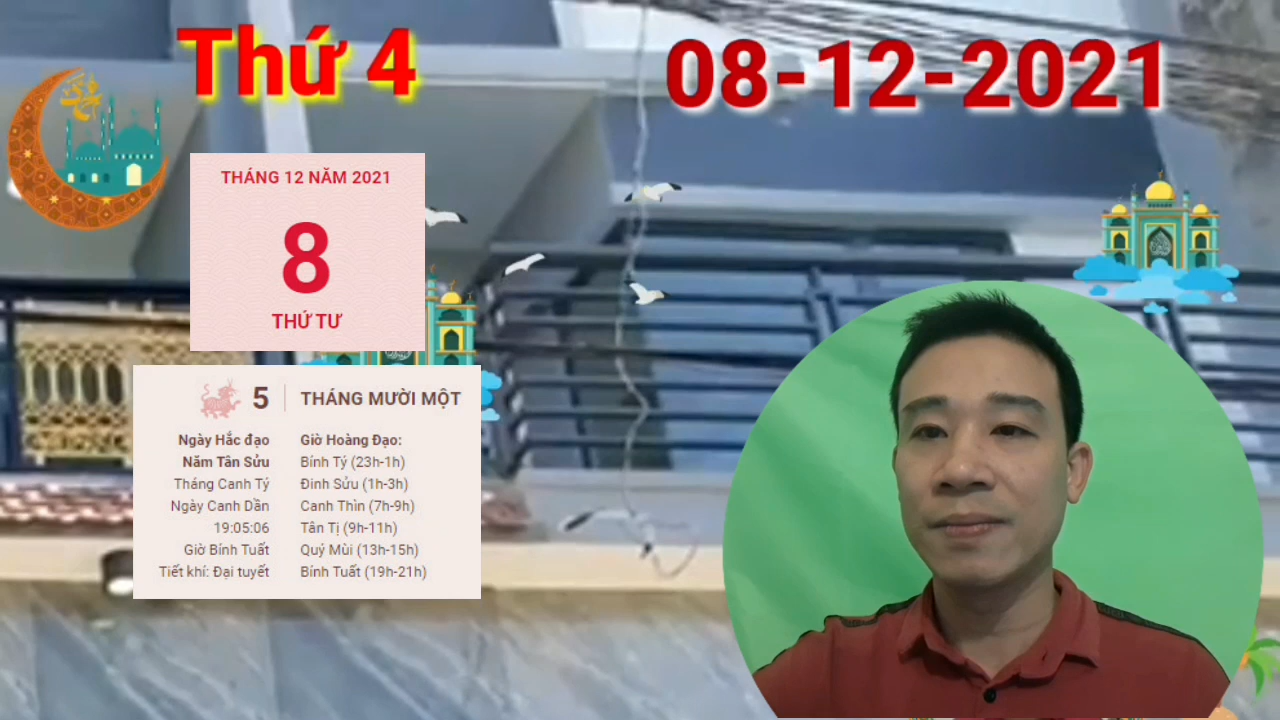 Thứ 4
08-12-2021
THÁNG 12 NĂM 2021
8
THỨ TƯ
5 THÁNG MƯỜI MỘT
Ngày Hắc đạo
Năm Tân Sửu
Tháng Canh Tý
Ngày Canh Dần
19:05:06
Giờ Bính Tuất
Tiết khí: Đại tuyết
Giờ Hoàng Đạo:
Bính Tý (23h-1h)
Đinh Sửu (1h-3h)
Canh Thìn (7h-9h)
Tân Tị (9h-11h)
Quý Mùi (13h-15h)
Bính Tuất (19h-21h)